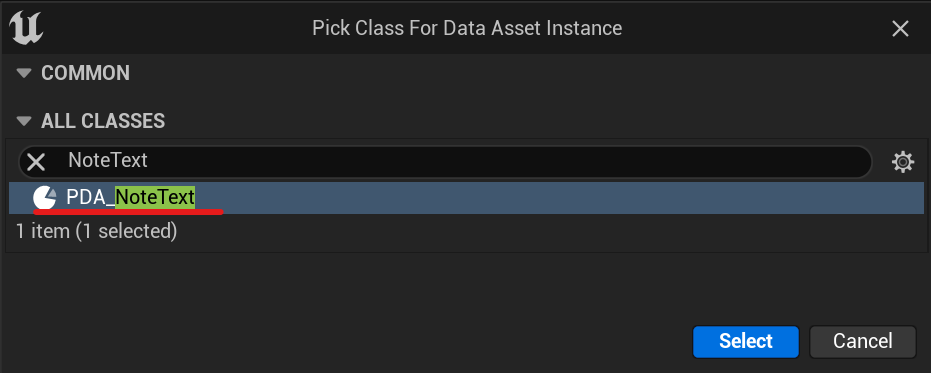 Pick Class For Data Asset Instance
COMMON
ALL CLASSES
NoteText
PDA_NoteText
1 item (1 selected)
Select Cancel